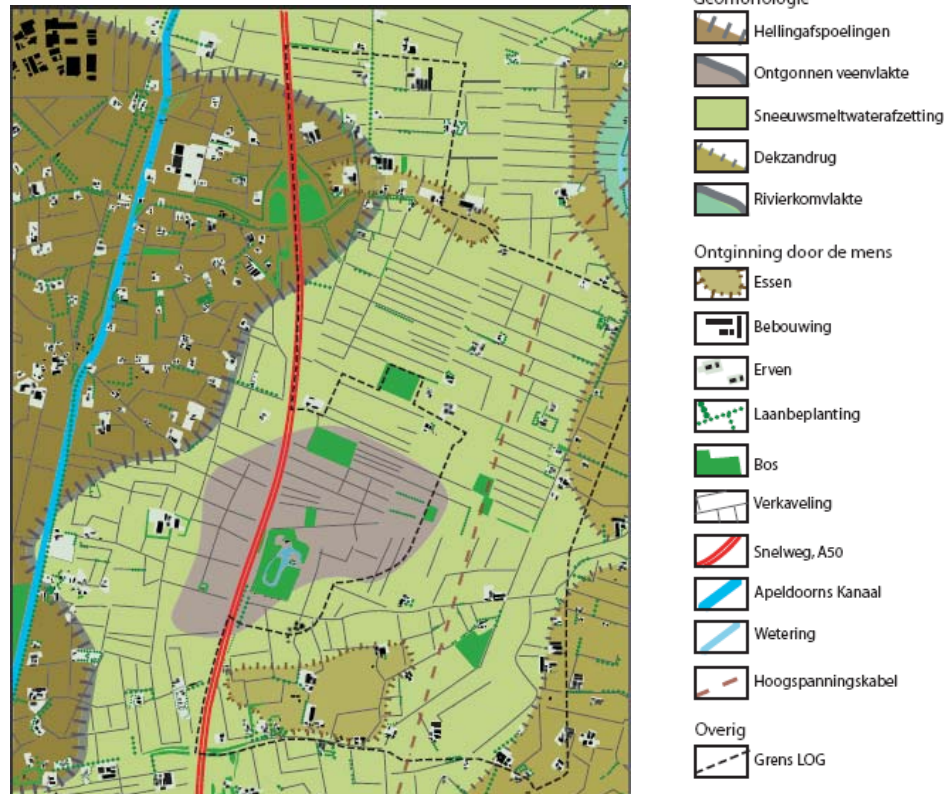 Geomorfologie
Hellingafspoelingen
Ontgonnen veenvlakte
Sneeuwsmeltwaterafzetting
Dekzandrug
Rivierkomvlakte
Ontginning door de mens
Essen
Bebouwing
Erven
Laanbeplanting
Bos
Verkaveling
Snelweg, A50
Apeldoorns Kanaal
Wetering
Hoogspanningskabel
Overig
Grens LOG